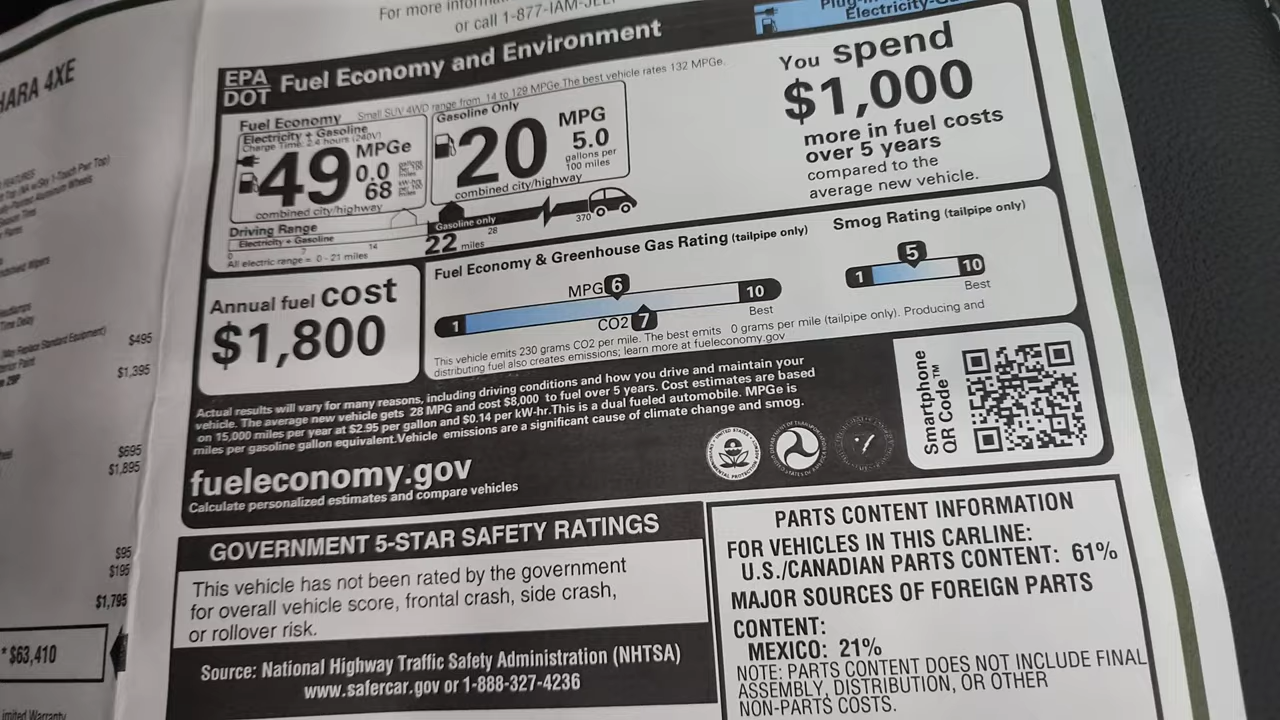 HARA 4XE
FEATURES
$495
$1,395
$695
$1,895
$95
$195
$1,795
* $63,410
For more
or call 1-877-IAM-JEEP
Electricity-
EPA
DOT
Fuel Economy and Environment
Fuel Economy
Small SUV 4WD range from 14 to 129 MPGe. The best vehicle rates 132 MPGe.
Electricity + Gasoline
Charge Time: 2.4 hours (240V)
49
MPGe
0.0
68
combined city/highway
Gasoline Only
20
MPG
5.0
gallons per
100 miles
combined city/highway
Driving Range
Electricity + Gasoline
Gasoline only
0
7
14
22 miles
28
370
All electric range = 0 - 21 miles
You spend
$1,000
more in fuel costs
over 5 years
compared to the
average new vehicle.
Annual fuel cost
$1,800
Fuel Economy & Greenhouse Gas Rating (tailpipe only)
MPG 6
1
10
Best
CO2 7
Smog Rating (tailpipe only)
5
1
10
Best
This vehicle emits 230 grams CO2 per mile. The best emits 0 grams per mile (tailpipe only). Producing and
distributing fuel also creates emissions; learn more at fueleconomy.gov
Actual results will vary for many reasons, including driving conditions and how you drive and maintain your
vehicle. The average new vehicle gets 28 MPG and cost $8,000 to fuel over 5 years. Cost estimates are based
on 15,000 miles per year at $2.95 per gallon and $0.14 per kW-hr.This is a dual fueled automobile. MPGe is
miles per gasoline gallon equivalent.Vehicle emissions are a significant cause of climate change and smog.
fueleconomy.gov
Calculate personalized estimates and compare vehicles
Smartphone
QR Code™
GOVERNMENT 5-STAR SAFETY RATINGS
This vehicle has not been rated by the government
for overall vehicle score, frontal crash, side crash,
or rollover risk.
Source: National Highway Traffic Safety Administration (NHTSA)
www.safercar.gov or 1-888-327-4236
PARTS CONTENT INFORMATION
FOR VEHICLES IN THIS CARLINE:
U.S./CANADIAN PARTS CONTENT: 61%
MAJOR SOURCES OF FOREIGN PARTS
CONTENT:
MEXICO: 21%
NOTE: PARTS CONTENT DOES NOT INCLUDE FINAL
ASSEMBLY, DISTRIBUTION, OR OTHER
NON-PARTS COSTS.